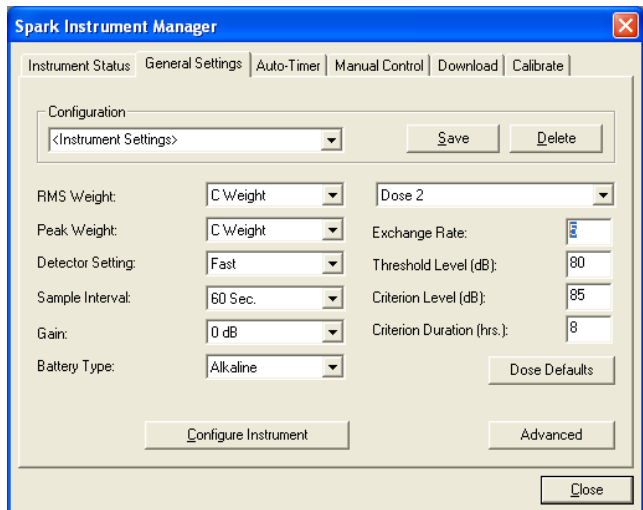 Spark Instrument Manager
Instrument Status General Settings Auto-Timer Manual Control Download Calibrate
Configuration
<Instrument Settings> Save Delete
RMS Weight: C Weight Dose 2
Peak Weight: C Weight Exchange Rate:
Detector Setting: Fast Threshold Level (dB): 80
Sample Interval: 60 Sec. Criterion Level (dB): 85
Gain: 0 dB Criterion Duration (hrs.): 8
Battery Type: Alkaline Dose Defaults
Configure Instrument Advanced
Close